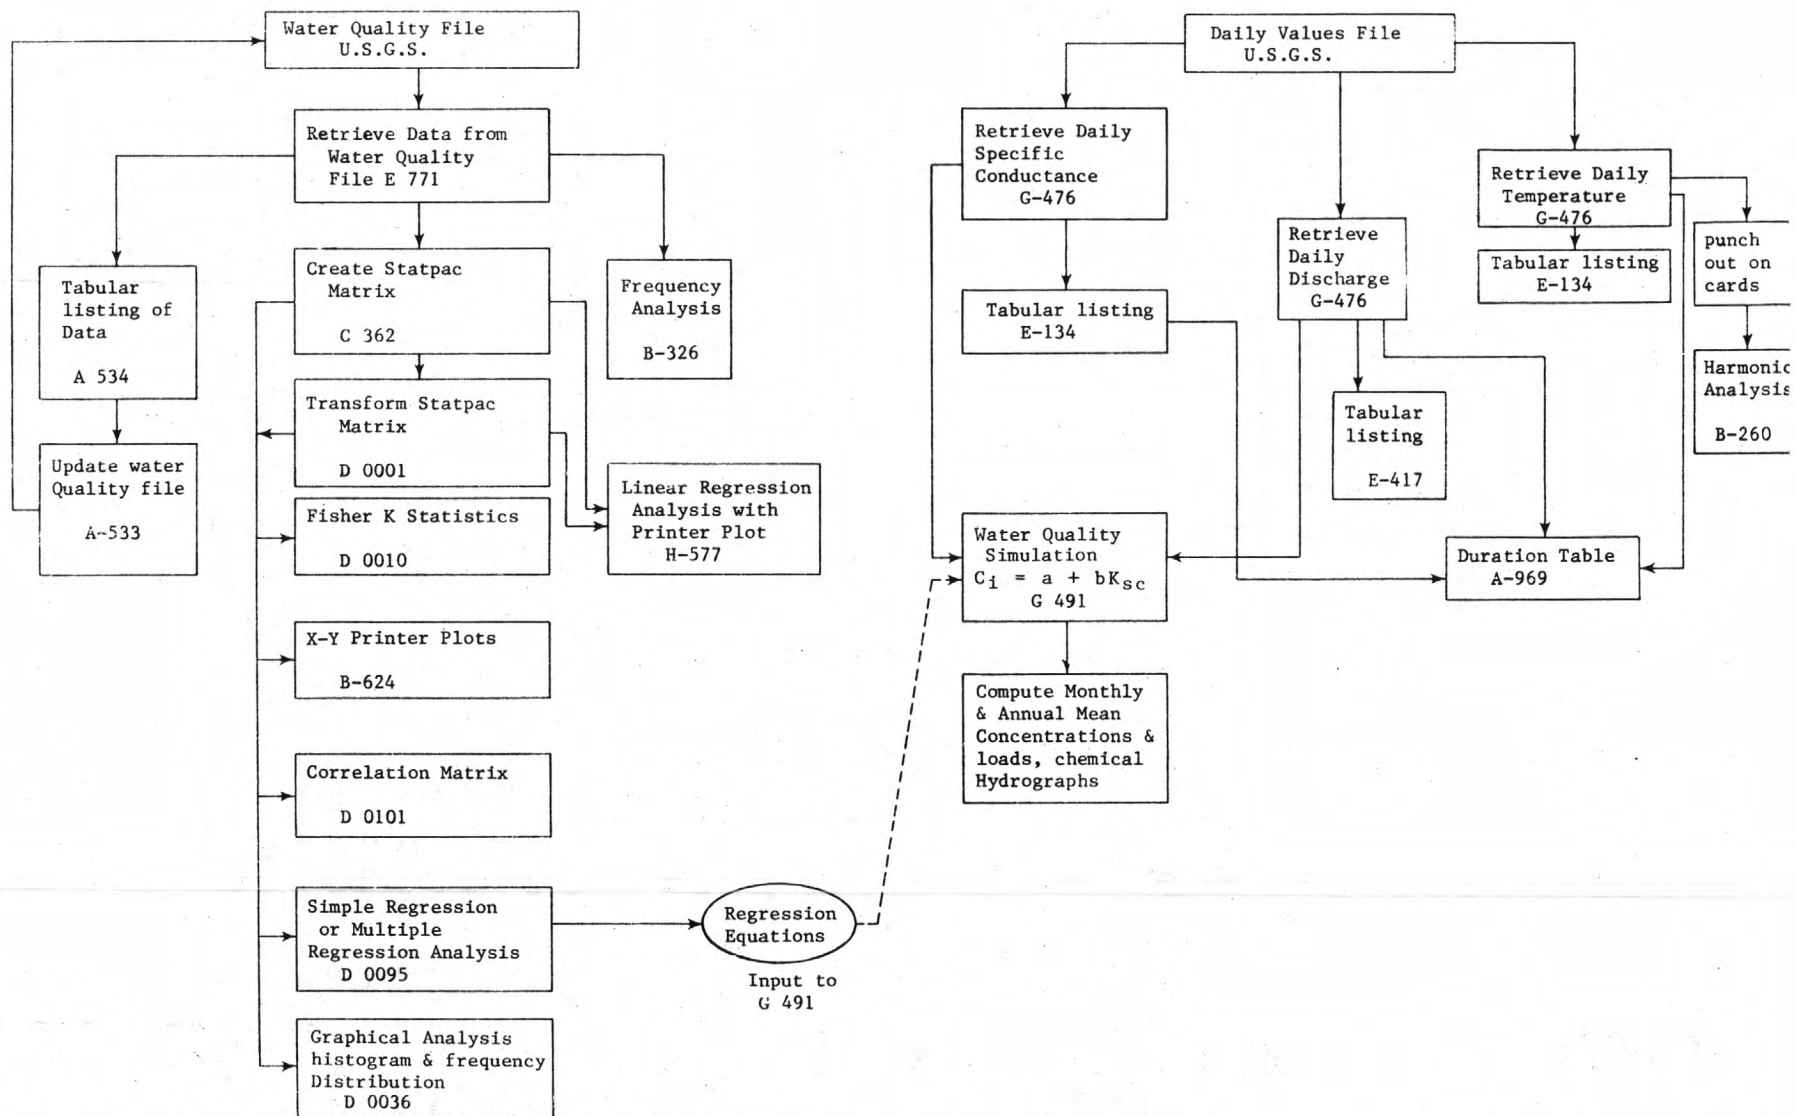 Water Quality File
U.S.G.S.
Retrieve Data from
Water Quality
File E 771
Tabular
listing of
Data
A 534
Update water
Quality file
A-533
Create Statpac
Matrix
C 362
Frequency
Analysis
B-326
Transform Statpac
Matrix
D 0001
Linear Regression
Analysis with
Printer Plot
H-577
Fisher K Statistics
D 0010
X-Y Printer Plots
B-624
Correlation Matrix
D 0101
Simple Regression
or Multiple
Regression Analysis
D 0095
Regression
Equations
Input to
G 491
Graphical Analysis
histogram & frequency
Distribution
D 0036
Daily Values File
U.S.G.S.
Retrieve Daily
Specific
Conductance
G-476
Tabular listing
E-134
Retrieve
Daily
Discharge
G-476
Tabular
listing
E-417
Retrieve Daily
Temperature
G-476
Tabular listing
E-134
punch
out on
cards
Harmonic
Analysis
B-260
Water Quality
Simulation
Ci = a + bKsc
G 491
Duration Table
A-969
Compute Monthly
& Annual Mean
Concentrations &
loads, chemical
Hydrographs